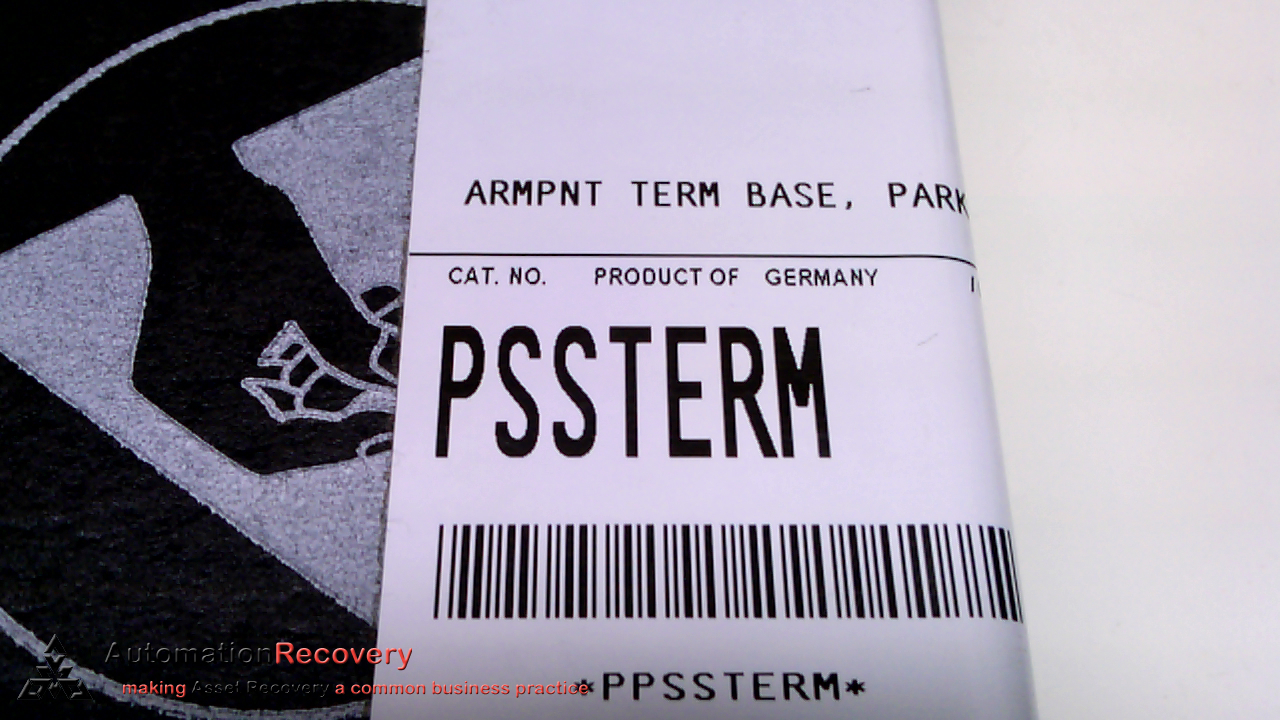 ARMPNT TERM BASE, PARK
CAT. NO. PRODUCT OF GERMANY
PSSTERM
*PPSSTERM*
AutomationRecovery
making Asset Recovery a common business practice